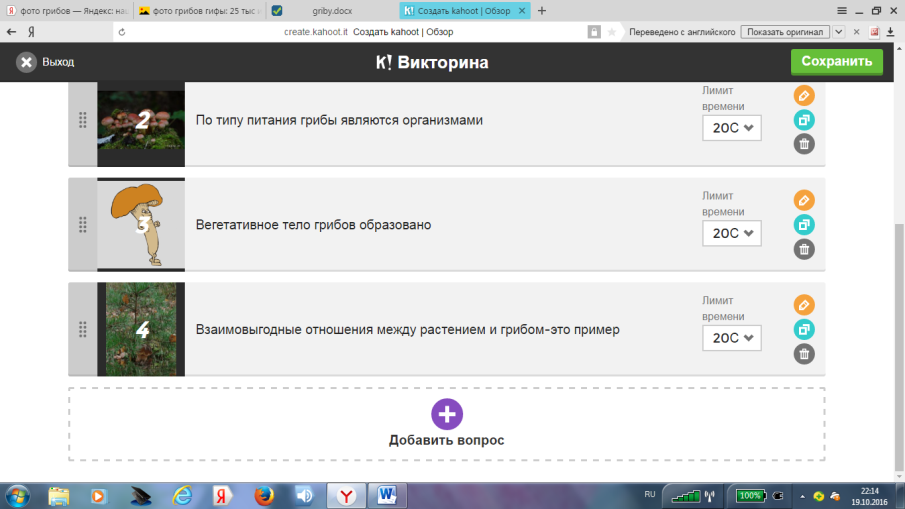 фото грибов — Яндекс: на
фото грибов гифы: 25 тыс
griby.docx
Создать kahoot | Обзор
Я
create.kahoot.it Создать kahoot | Обзор
Переведено с английского
Показать оригинал
Выход
K! Викторина
Сохранить
2
По типу питания грибы являются организмами
Лимит
времени
20С
3
Вегетативное тело грибов образовано
Лимит
времени
20С
4
Взаимовыгодные отношения между растением и грибом-это пример
Лимит
времени
20С
Добавить вопрос
RU
100%
22:14
19.10.2016